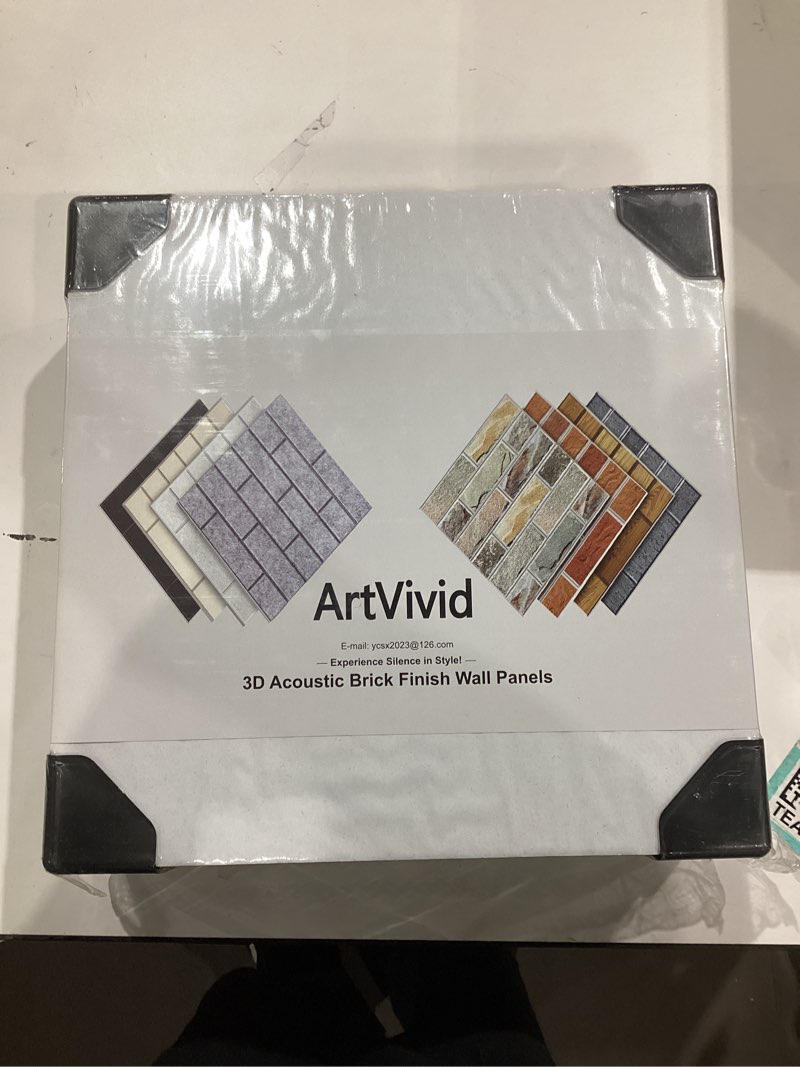 ArtVivid
E-mail: ycsx2023@126.com
— Experience Silence in Style! —
3D Acoustic Brick Finish Wall Panels